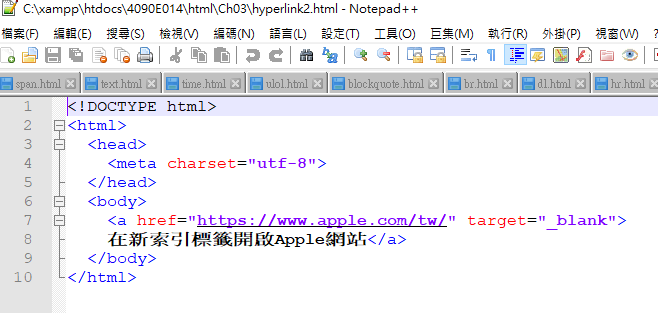 C:\xampp\htdocs\4090E014\html\Ch03\hyperlink2.html - Notepad++
檔案(F) 編輯(E) 搜尋(S) 檢視(V) 編碼(N) 語言(L) 設定(T) 工具(O) 巨集(M) 執行(R) 外掛(P) 視窗(W) ?
span.html text.html time.html ulol.html blockquote.html br.html dl.html hr.html
1 <!DOCTYPE html>
2 <html>
3 <head>
4 <meta charset="utf-8">
5 </head>
6 <body>
7 <a href="https://www.apple.com/tw/" target="_blank">
8 在新索引標籤開啟Apple網站</a>
9 </body>
10 </html>